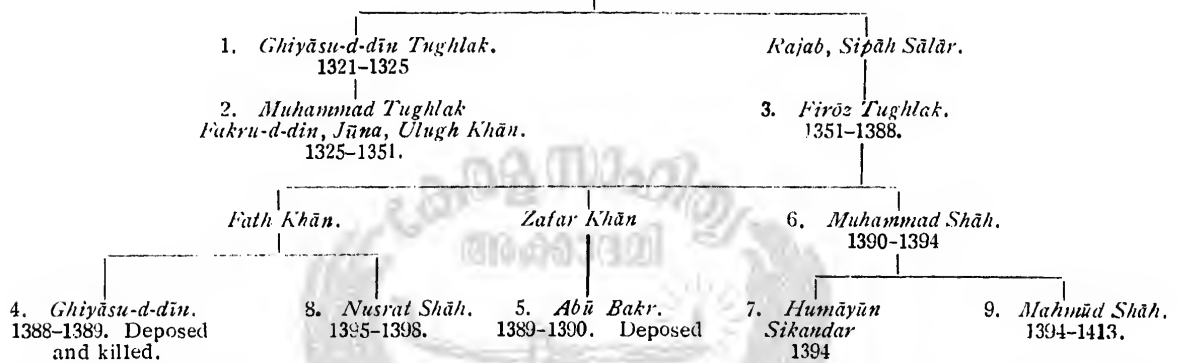 1. Ghiyāsu-d-dīn Tughlak.
1321–1325
Rajab, Sipāh Sālār.
2. Muhammad Tughlak
Fakru-d-din, Jūna, Ulugh Khān.
1325–1351.
3. Firōz Tughlak.
1351–1388.
Fath Khān.
Zafar Khān
6. Muhammad Shāh.
1390–1394
4. Ghiyāsu-d-dīn.
1388–1389. Deposed
and killed.
8. Nusrat Shāh.
1395–1398.
5. Abū Bakr.
1389–1390. Deposed
7. Humāyūn
Sikandar
1394
9. Mahmūd Shāh.
1394–1413.